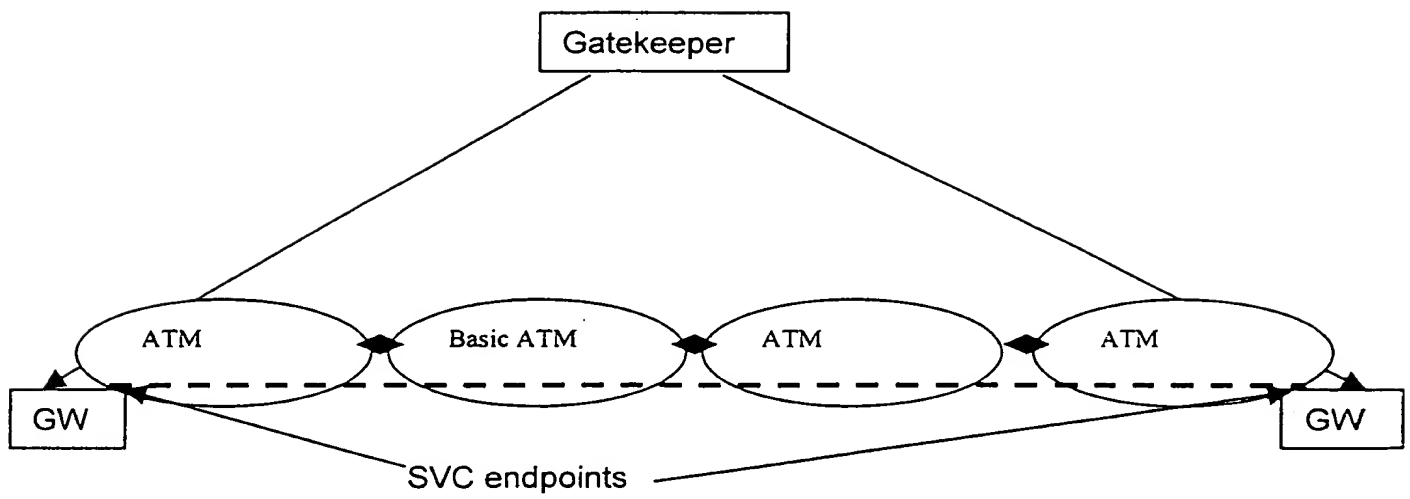 Gatekeeper
ATM
Basic ATM
ATM
ATM
GW
GW
SVC endpoints